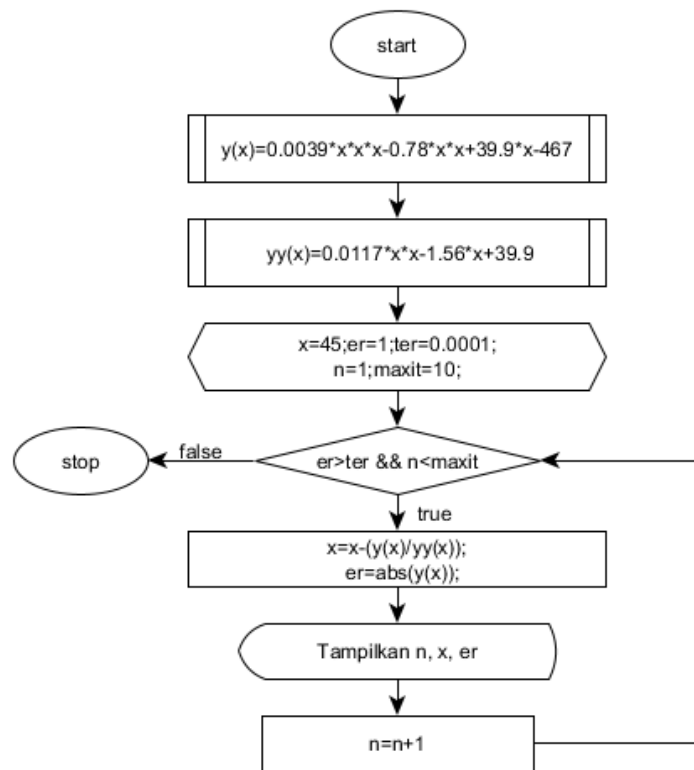 start
y(x)=0.0039*x*x*x-0.78*x*x+39.9*x-467
yy(x)=0.0117*x*x-1.56*x+39.9
x=45;er=1;ter=0.0001;
n=1;maxit=10;
stop
false
er>ter && n<maxit
true
x=x-(y(x)/yy(x));
er=abs(y(x));
Tampilkan n, x, er
n=n+1